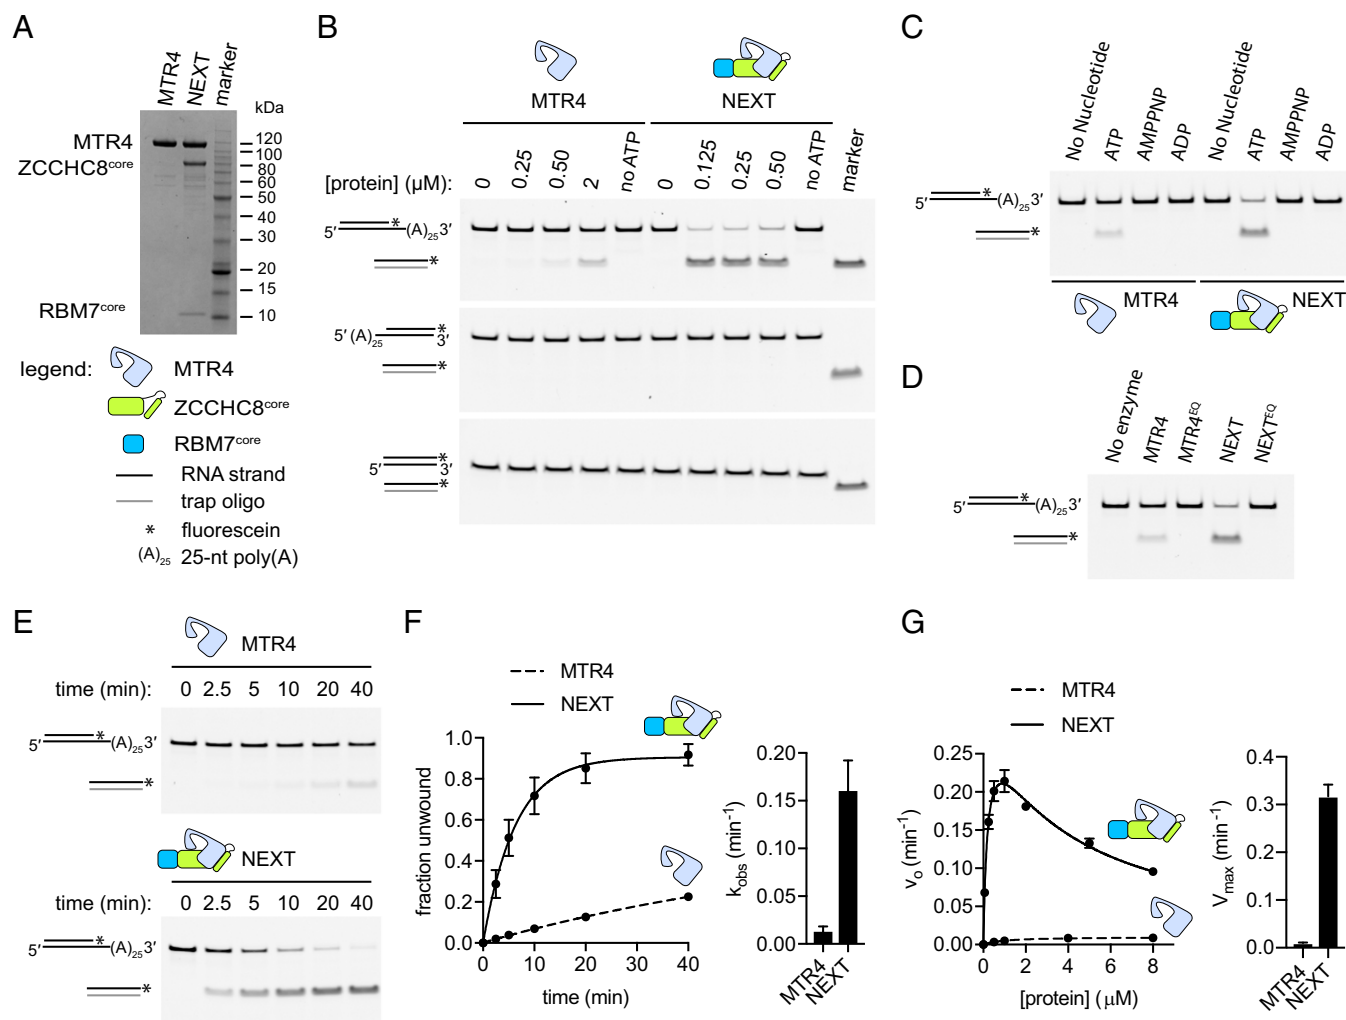 A
MTR4
NEXT
marker
kDa
MTR4
ZCCHC8core
RBM7core
120
100
80
60
50
40
30
20
15
10
legend:
MTR4
ZCCHC8core
RBM7core
RNA strand
trap oligo
* fluorescein
(A)25 25-nt poly(A)
B
MTR4
NEXT
[protein] (μM): 0 0.25 0.50 2 no ATP 0 0.125 0.25 0.50 no ATP marker
5′ * (A)25 3′
*
5′ (A)25 * 3′
*
5′ * 3′
*
C
No Nucleotide ATP AMPPNP ADP No Nucleotide ATP AMPPNP ADP
5′ * (A)25 3′
*
MTR4 NEXT
D
No enzyme MTR4 MTR4EQ NEXT NEXTEQ
5′ * (A)25 3′
*
E
MTR4
time (min): 0 2.5 5 10 20 40
5′ * (A)25 3′
*
NEXT
time (min): 0 2.5 5 10 20 40
5′ * (A)25 3′
*
F
MTR4
NEXT
fraction unwound
1.0
0.8
0.6
0.4
0.2
0.0
0 10 20 30 40
time (min)
kobs (min-1)
0.20
0.15
0.10
0.05
0.00
MTR4
NEXT
G
MTR4
NEXT
vo (min-1)
0.25
0.20
0.15
0.10
0.05
0.00
0 2 4 6 8
[protein] (μM)
Vmax (min-1)
0.4
0.3
0.2
0.1
0.0
MTR4
NEXT